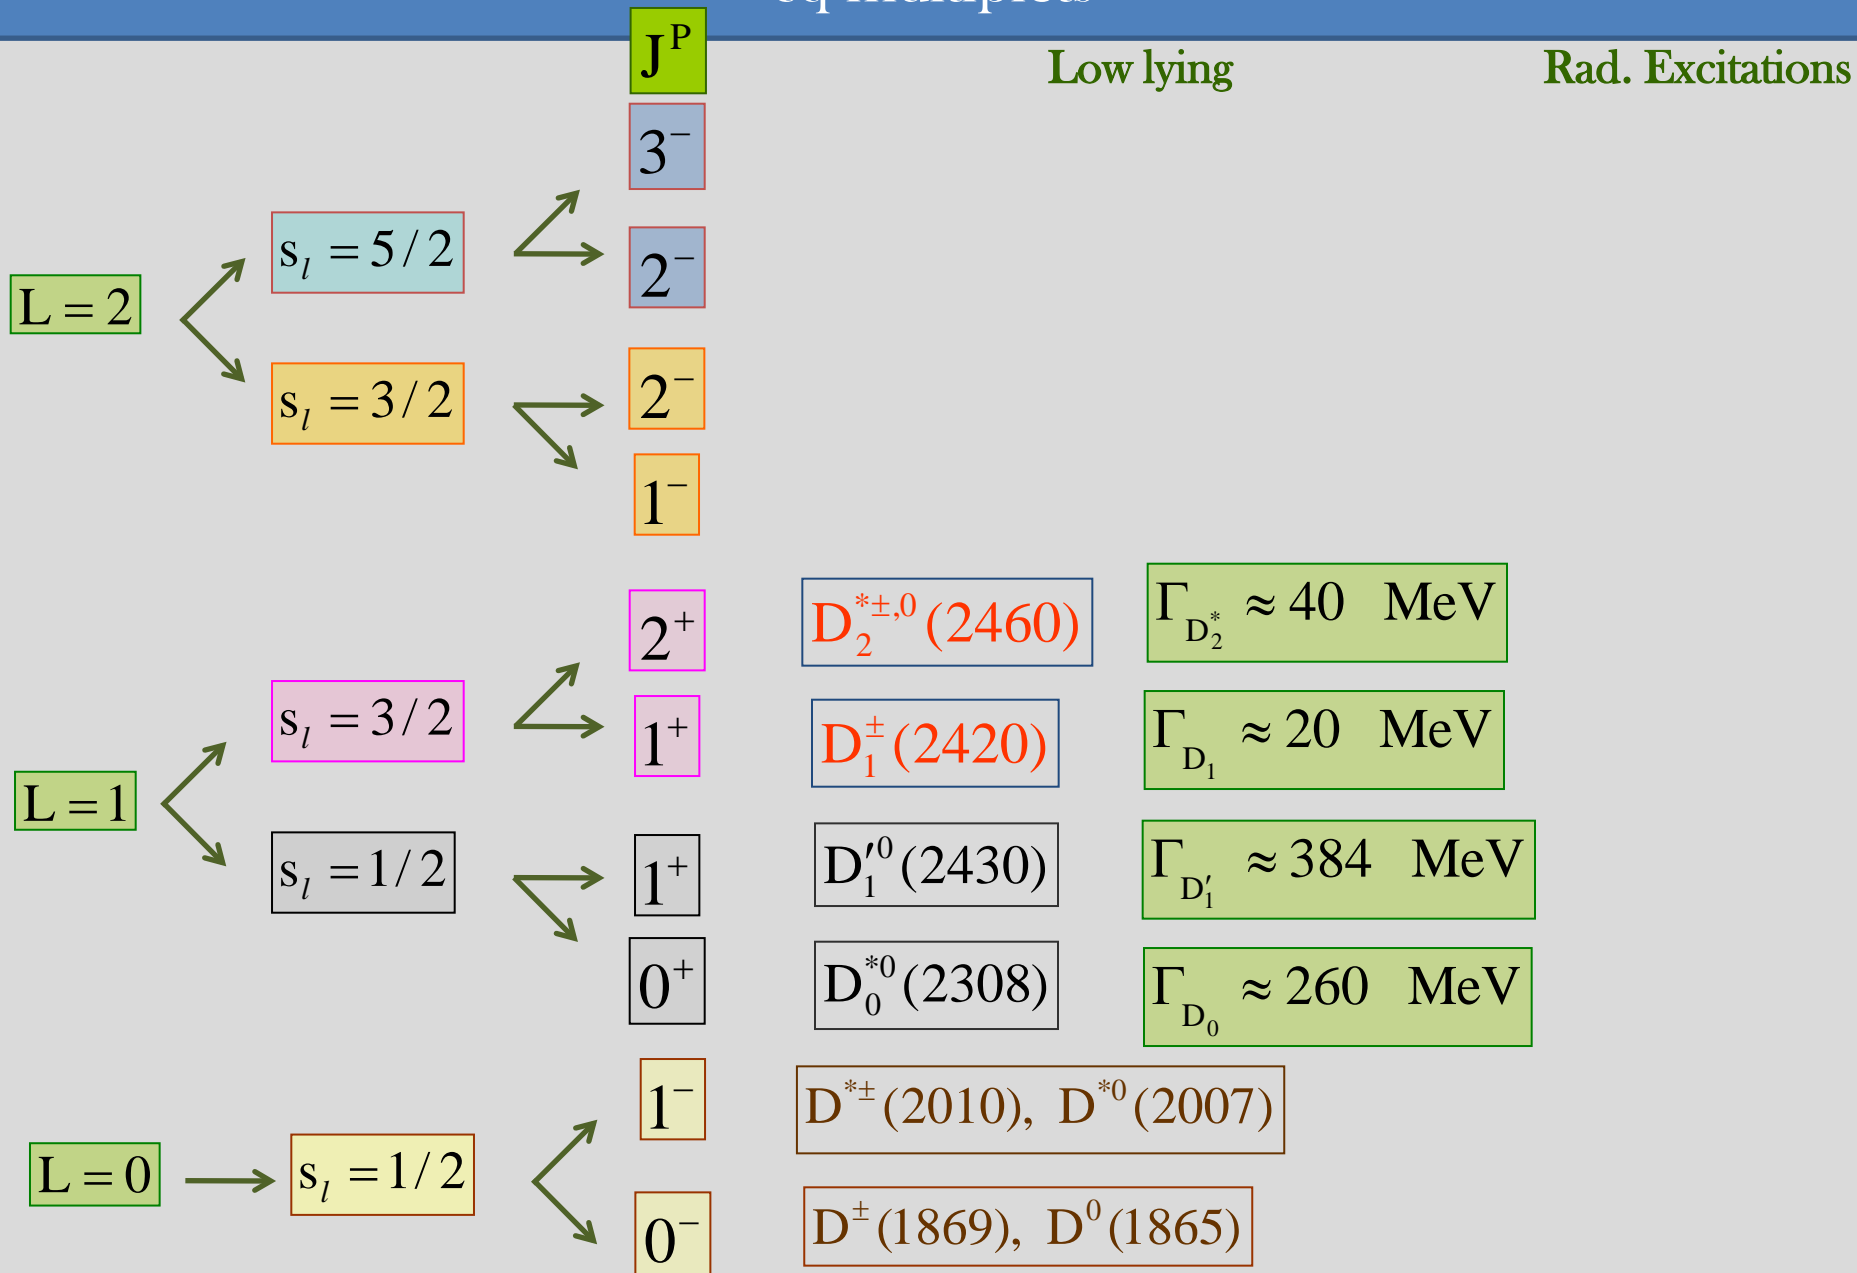 J^P
Low lying
Rad. Excitations
3^−
s_l = 5/2
2^−
L = 2
s_l = 3/2
2^−
1^−
2^+
D_2^{*±,0}(2460)
Γ_{D_2^*} ≈ 40 MeV
s_l = 3/2
1^+
D_1^±(2420)
Γ_{D_1} ≈ 20 MeV
L = 1
s_l = 1/2
1^+
D_1^{′0}(2430)
Γ_{D_1′} ≈ 384 MeV
0^+
D_0^{*0}(2308)
Γ_{D_0} ≈ 260 MeV
1^−
D^{*±}(2010), D^{*0}(2007)
L = 0
s_l = 1/2
0^−
D^±(1869), D^0(1865)